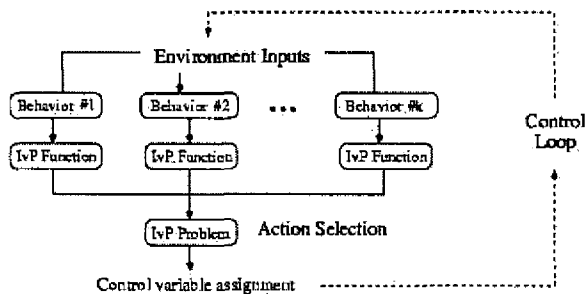 Environment Inputs
Behavior #1
Behavior #2
...
Behavior #k
IvP Function
IvP Function
IvP Function
Control
Loop
IvP Problem
Action Selection
Control variable assignment